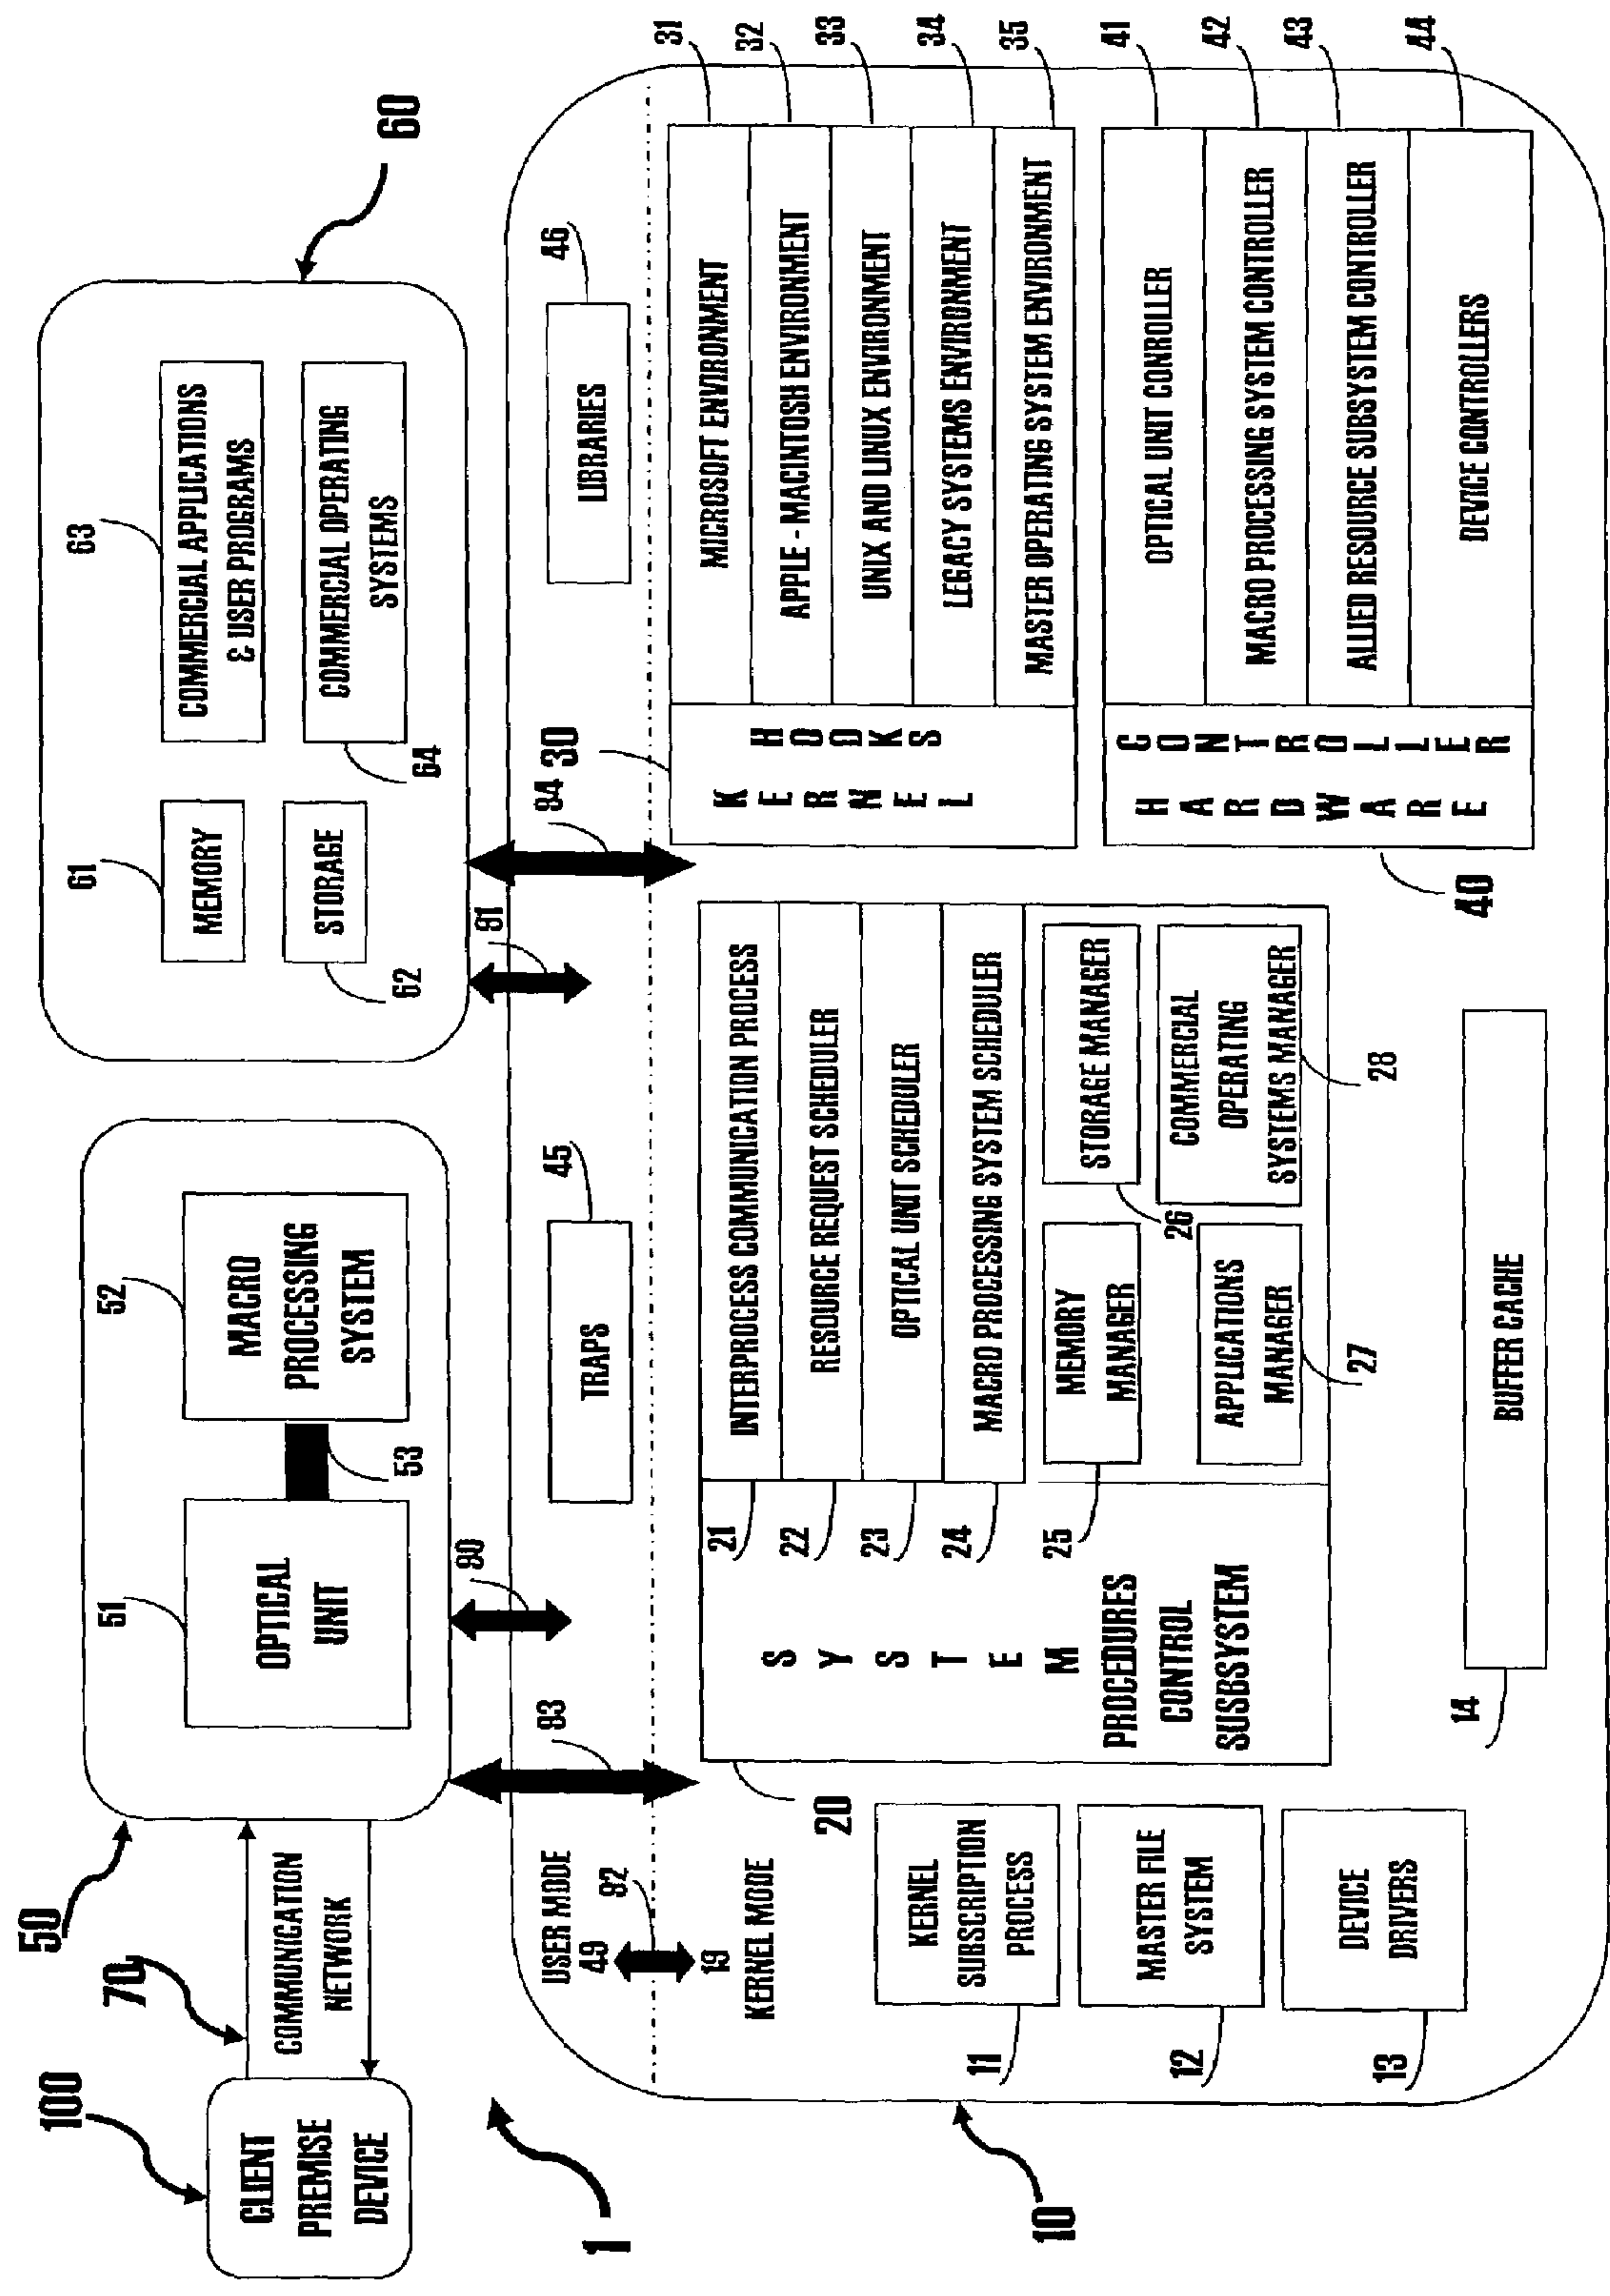 100
CLIENT
PREMISE
DEVICE
70
COMMUNICATION
NETWORK
50
51
OPTICAL
UNIT
53
52
MACRO
PROCESSING
SYSTEM
60
61
MEMORY
STORAGE
62
63
COMMERCIAL APPLICATIONS
& USER PROGRAMS
COMMERCIAL OPERATING
SYSTEMS
64
1
10
USER MODE
49
82
19
KERNEL MODE
83
80
81
84
TRAPS
45
LIBRARIES
46
11
KERNEL
SUBSCRIPTION
PROCESS
12
MASTER FILE
SYSTEM
13
DEVICE
DRIVERS
20
SYSTEM
PROCEDURES
CONTROL
SUSBSYSTEM
21
INTERPROCESS COMMUNICATION PROCESS
22
RESOURCE REQUEST SCHEDULER
23
OPTICAL UNIT SCHEDULER
24
MACRO PROCESSING SYSTEM SCHEDULER
25
MEMORY
MANAGER
26
STORAGE MANAGER
APPLICATIONS
MANAGER
27
COMMERCIAL
OPERATING
SYSTEMS MANAGER
28
14
BUFFER CACHE
30
KERNEL
HOOKS
MICROSOFT ENVIRONMENT
31
APPLE - MACINTOSH ENVIRONMENT
32
UNIX AND LINUX ENVIRONMENT
33
LEGACY SYSTEMS ENVIRONMENT
34
MASTER OPERATING SYSTEM ENVIRONMENT
35
40
HARDWARE
CONTROLLER
OPTICAL UNIT CONROLLER
41
MACRO PROCESSING SYSTEM CONTROLLER
42
ALLIED RESOURCE SUBSYSTEM CONTROLLER
43
DEVICE CONTROLLERS
44